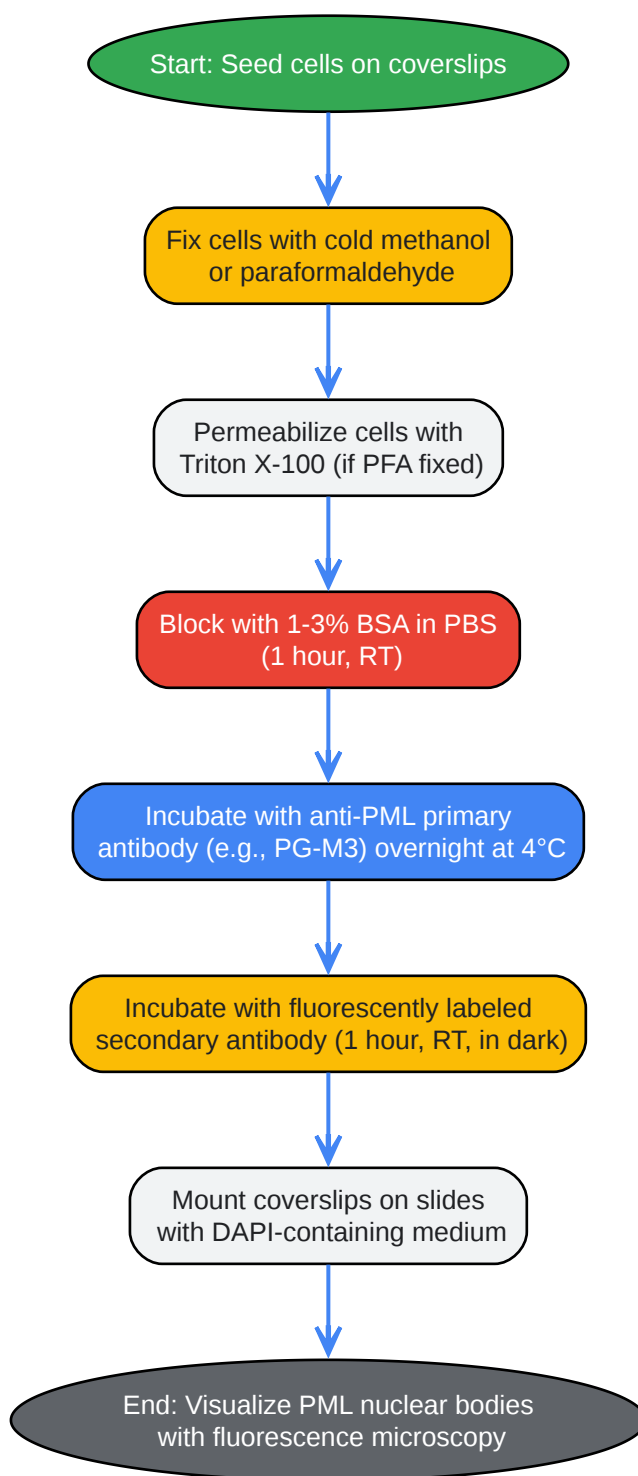 Start: Seed cells on coverslips
Fix cells with cold methanol
or paraformaldehyde
Permeabilize cells with
Triton X-100 (if PFA fixed)
Block with 1-3% BSA in PBS
(1 hour, RT)
Incubate with anti-PML primary
antibody (e.g., PG-M3) overnight at 4°C
Incubate with fluorescently labeled
secondary antibody (1 hour, RT, in dark)
Mount coverslips on slides
with DAPI-containing medium
End: Visualize PML nuclear bodies
with fluorescence microscopy